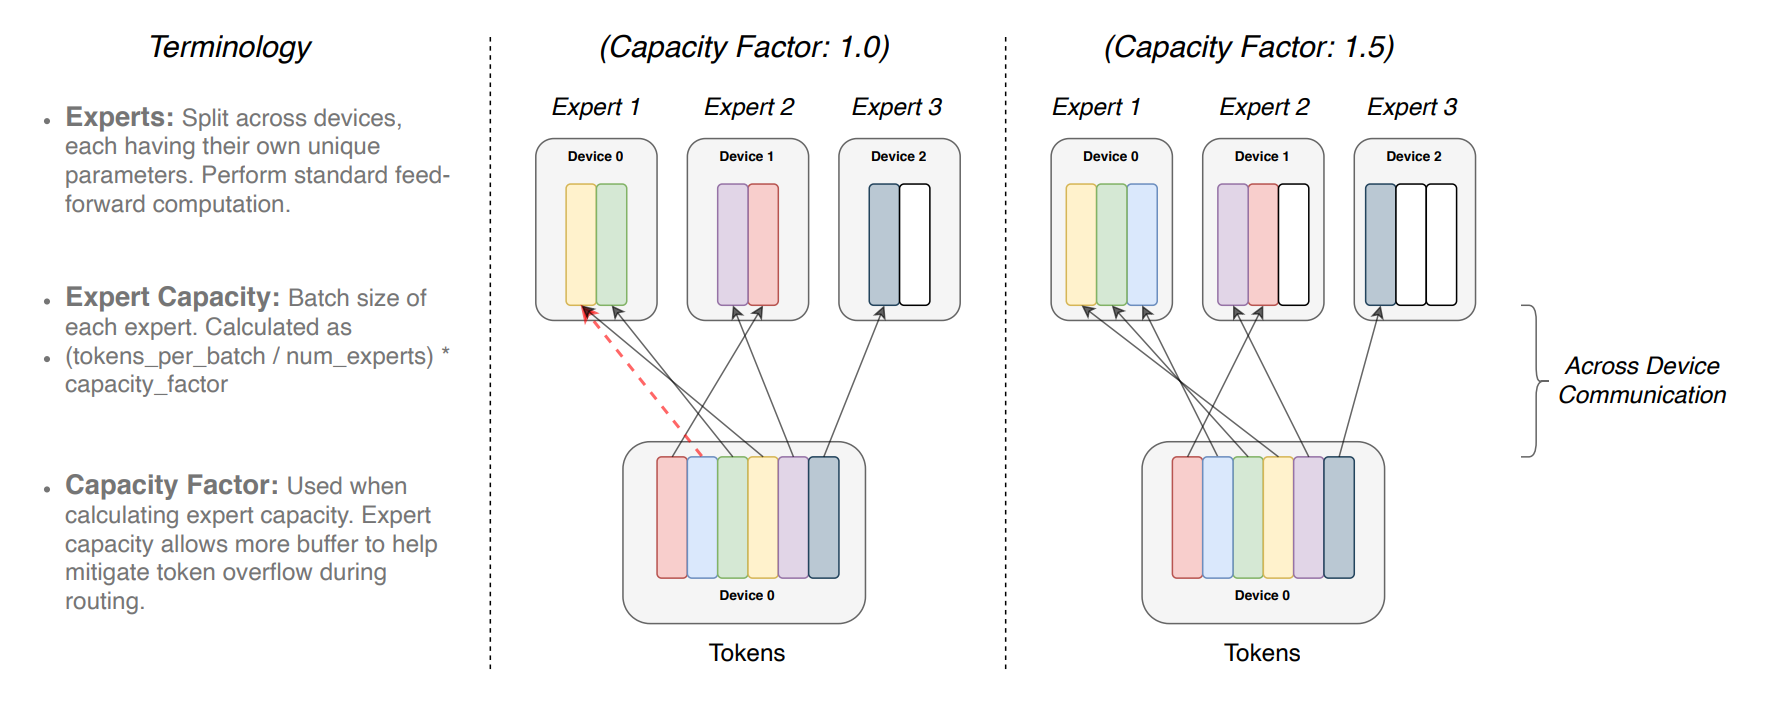 Terminology
• Experts: Split across devices,
each having their own unique
parameters. Perform standard feed-
forward computation.
• Expert Capacity: Batch size of
each expert. Calculated as
• (tokens_per_batch / num_experts) *
capacity_factor
• Capacity Factor: Used when
calculating expert capacity. Expert
capacity allows more buffer to help
mitigate token overflow during
routing.
(Capacity Factor: 1.0)
Expert 1
Expert 2
Expert 3
Device 0
Device 1
Device 2
Device 0
Tokens
(Capacity Factor: 1.5)
Expert 1
Expert 2
Expert 3
Device 0
Device 1
Device 2
Device 0
Tokens
Across Device
Communication